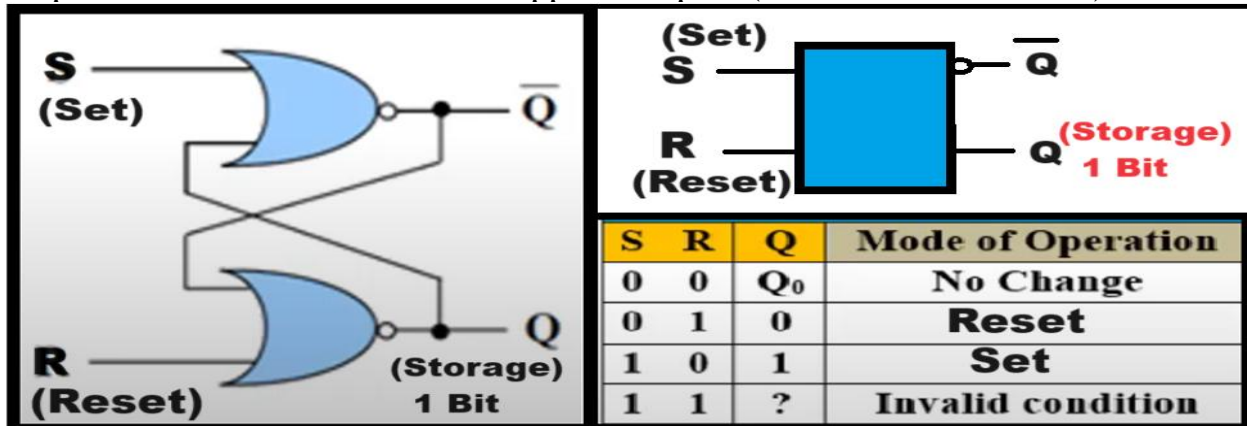 S
(Set)
Q
R
(Reset)
Q
(Storage)
1 Bit
(Set)
S
Q
R
(Reset)
Q
(Storage)
1 Bit
S R Q Mode of Operation
0 0 Q₀ No Change
0 1 0 Reset
1 0 1 Set
1 1 ? Invalid condition